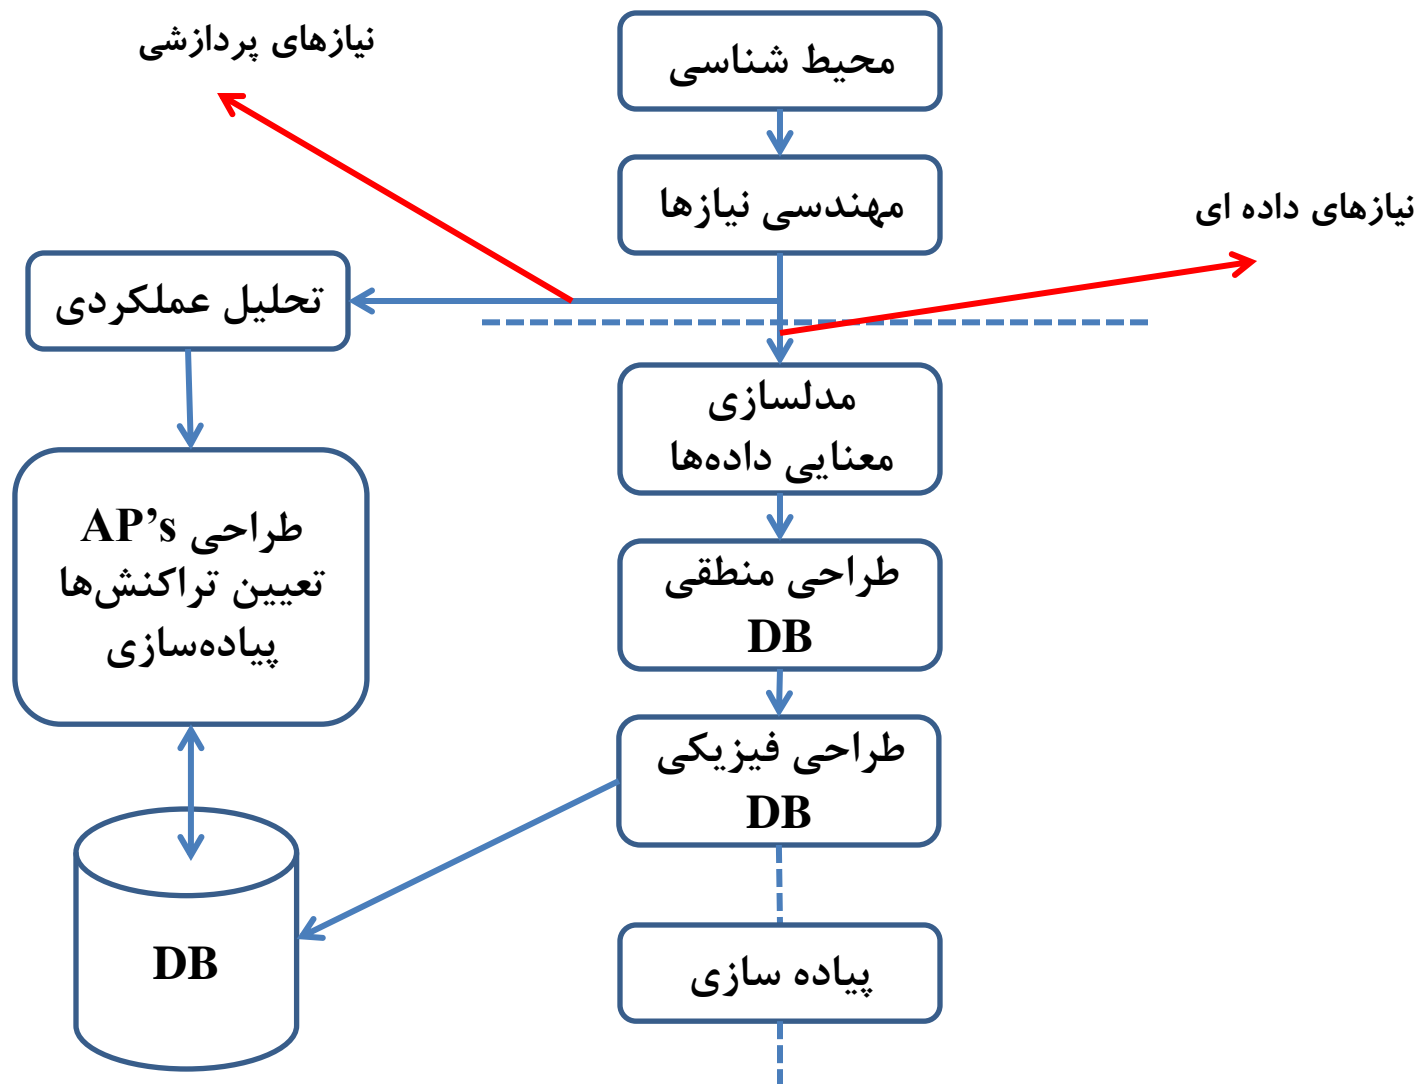 نیازهای پردازشی
محیط شناسی
مهندسی نیازها
نیازهای داده ای
تحلیل عملکردی
مدلسازی
معنایی داده‌ها
طراحی AP’s
تعیین تراکنش‌ها
پیاده‌سازی
طراحی منطقی
DB
طراحی فیزیکی
DB
DB
پیاده سازی